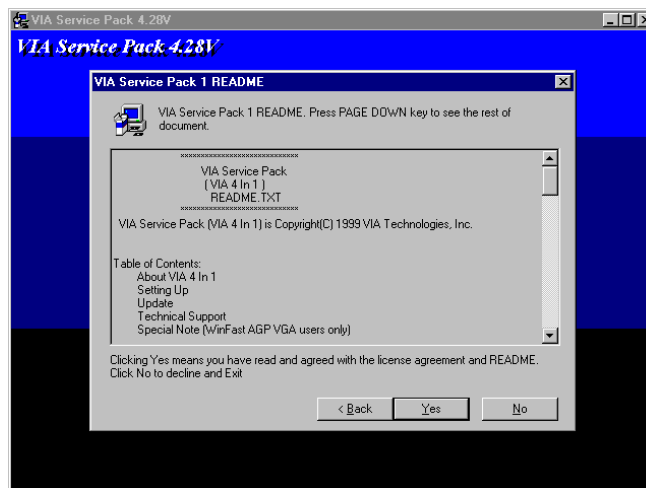 VIA Service Pack 4.28V
VIA Service Pack 4.28V
VIA Service Pack 1 README
VIA Service Pack 1 README. Press PAGE DOWN key to see the rest of
document.
xxxxxxxxxxxxxxxxxxxxxxxxxxxx
VIA Service Pack
( VIA 4 In 1 )
README.TXT
xxxxxxxxxxxxxxxxxxxxxxxxxxxx
VIA Service Pack (VIA 4 In 1) is Copyright(C) 1999 VIA Technologies, Inc.
Table of Contents:
About VIA 4 In 1
Setting Up
Update
Technical Support
Special Note (WinFast AGP VGA users only)
Clicking Yes means you have read and agreed with the license agreement and README.
Click No to decline and Exit
< Back Yes No